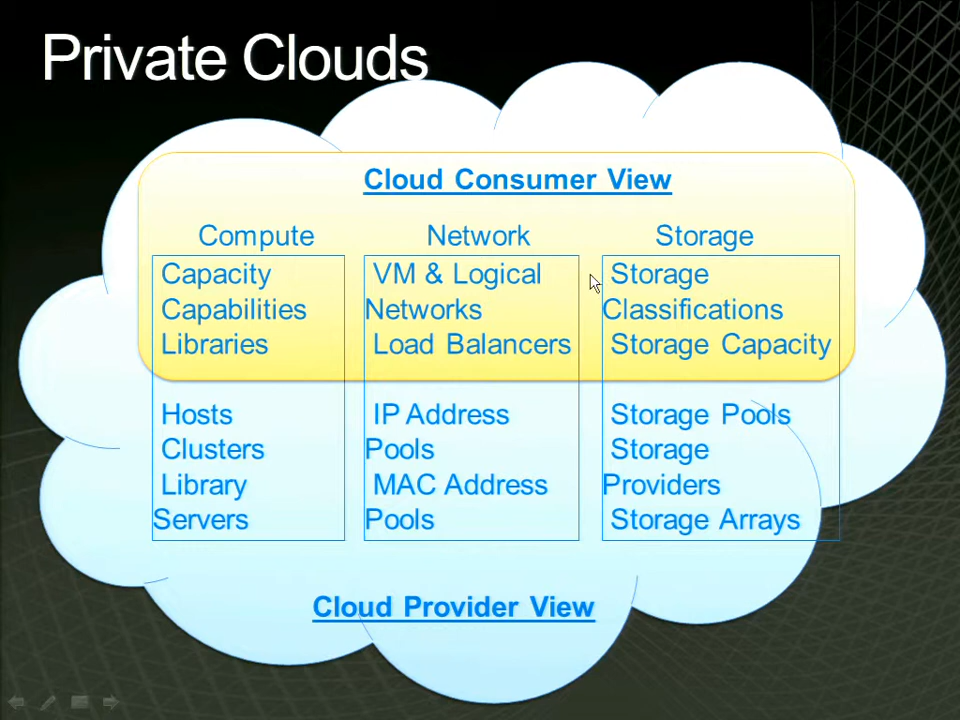 Private Clouds
Cloud Consumer View
Compute
Capacity
Capabilities
Libraries
Hosts
Clusters
Library
Servers
Network
VM & Logical
Networks
Load Balancers
IP Address
Pools
MAC Address
Pools
Storage
Storage
Classifications
Storage Capacity
Storage Pools
Storage
Providers
Storage Arrays
Cloud Provider View